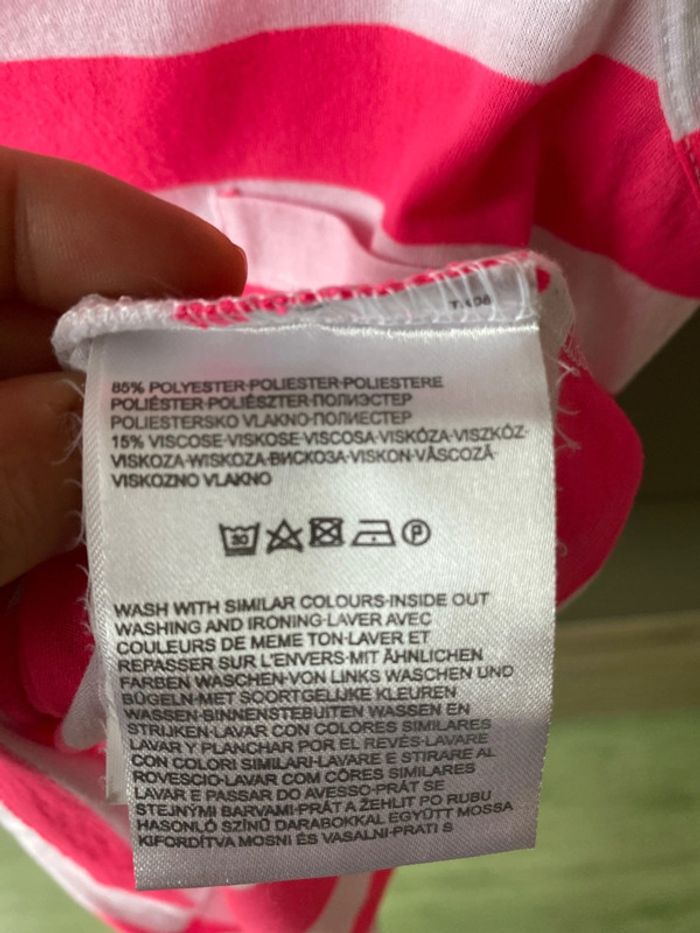 85% POLYESTER-POLIESTER-POLIESTERE
POLIÉSTER-POLIÉSZTER-ПОЛИЭСТЕР
POLIESTERSKO VLAKNO-ПОЛИЕСТЕР
15% VISCOSE-VISKOSE-VISCOSA-VISKÓZA-VISZKÓZ-
VISKOZA-WISKOZA-ВИСКОЗА-VISKON-VÂSCOZĂ
VISKOZNO VLAKNO
30 P
WASH WITH SIMILAR COLOURS-INSIDE OUT
WASHING AND IRONING-LAVER AVEC
COULEURS DE MEME TON-LAVER ET
REPASSER SUR L'ENVERS-MIT ÄHNLICHEN
FARBEN WASCHEN-VON LINKS WASCHEN UND
BÜGELN-MET SOORTGELIJKE KLEUREN
WASSEN-BINNENSTEBUITEN WASSEN EN
STRIJKEN-LAVAR CON COLORES SIMILARES
LAVAR Y PLANCHAR POR EL REVÉS-LAVARE
CON COLORI SIMILARI-LAVARE E STIRARE AL
ROVESCIO-LAVAR COM CÔRES SIMILARES
LAVAR E PASSAR DO AVESSO-PRÁT SE
STEJNÝMI BARVAMI-PRÁT A ŽEHLIT PO RUBU
HASONLÓ SZÍNŰ DARABOKKAL EGYÜTT MOSSA
KIFORDÍTVA MOSNI ÉS VASALNI-PRATI S